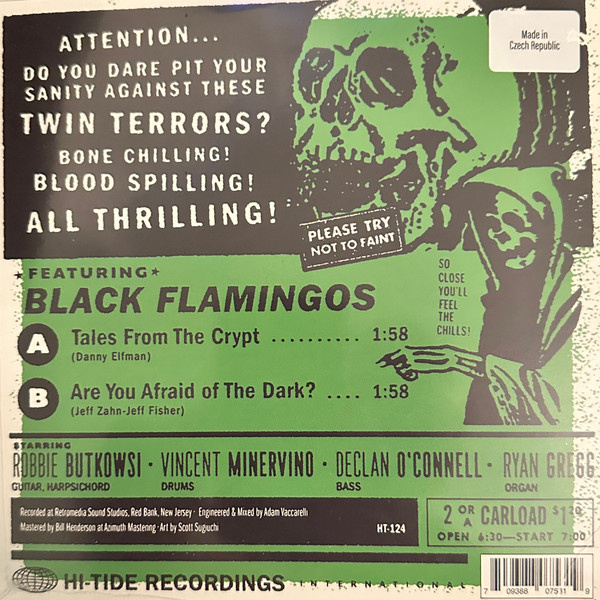 Made in
Czech Republic
ATTENTION...
DO YOU DARE PIT YOUR
SANITY AGAINST THESE
TWIN TERRORS?
BONE CHILLING!
BLOOD SPILLING!
ALL THRILLING!
PLEASE TRY
NOT TO FAINT
SO
CLOSE
YOU'LL
FEEL
THE
CHILLS!
★FEATURING★
BLACK FLAMINGOS
A Tales From The Crypt .......... 1:58
(Danny Elfman)
B Are You Afraid of The Dark? .... 1:58
(Jeff Zahn-Jeff Fisher)
STARRING
ROBBIE BUTKOWSI · VINCENT MINERVINO · DECLAN O'CONNELL · RYAN GREGG
GUITAR, HARPSICHORD DRUMS BASS ORGAN
Recorded at Retromedia Sound Studios, Red Bank, New Jersey · Engineered & Mixed by Adam Vaccarelli
Mastered by Bill Henderson at Azimuth Mastering · Art by Scott Sugiuchi
HT-124
2 OR A CARLOAD $1.20
OPEN 6:30—START 7:00
HI-TIDE RECORDINGS INTERNATIONAL
7 09388 07531 9